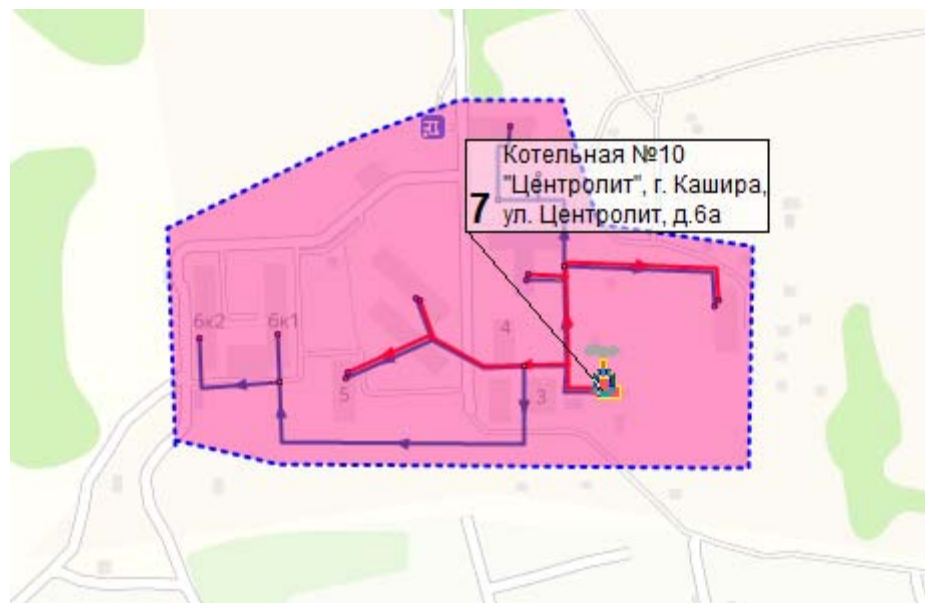 Котельная №10
"Центролит", г. Кашира,
7 ул. Центролит, д.6а
6к2
6к1
4
5
3